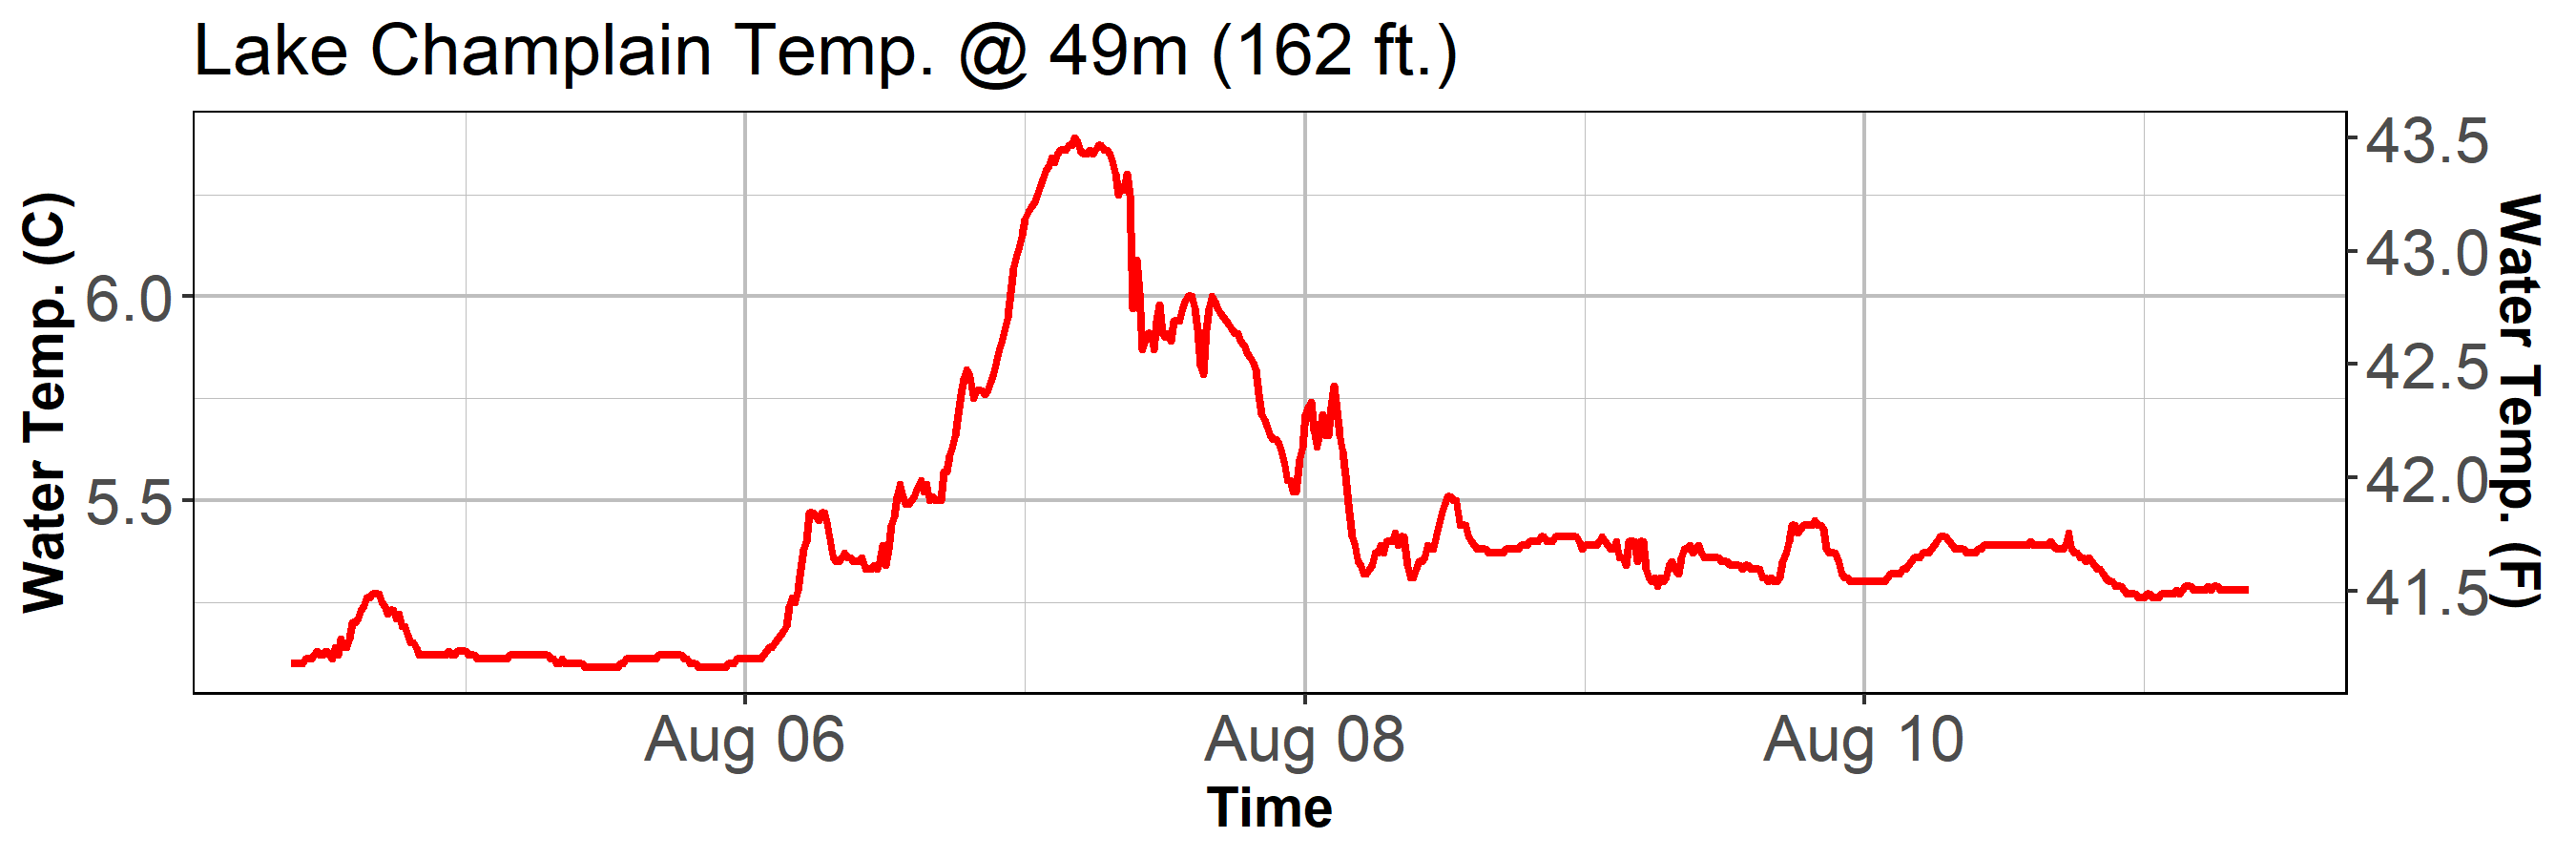 Lake Champlain Temp. @ 49m (162 ft.)
Water Temp. (C)
6.0
5.5
43.5
43.0
42.5
42.0
41.5
Water Temp. (F)
Aug 06 Aug 08 Aug 10
Time